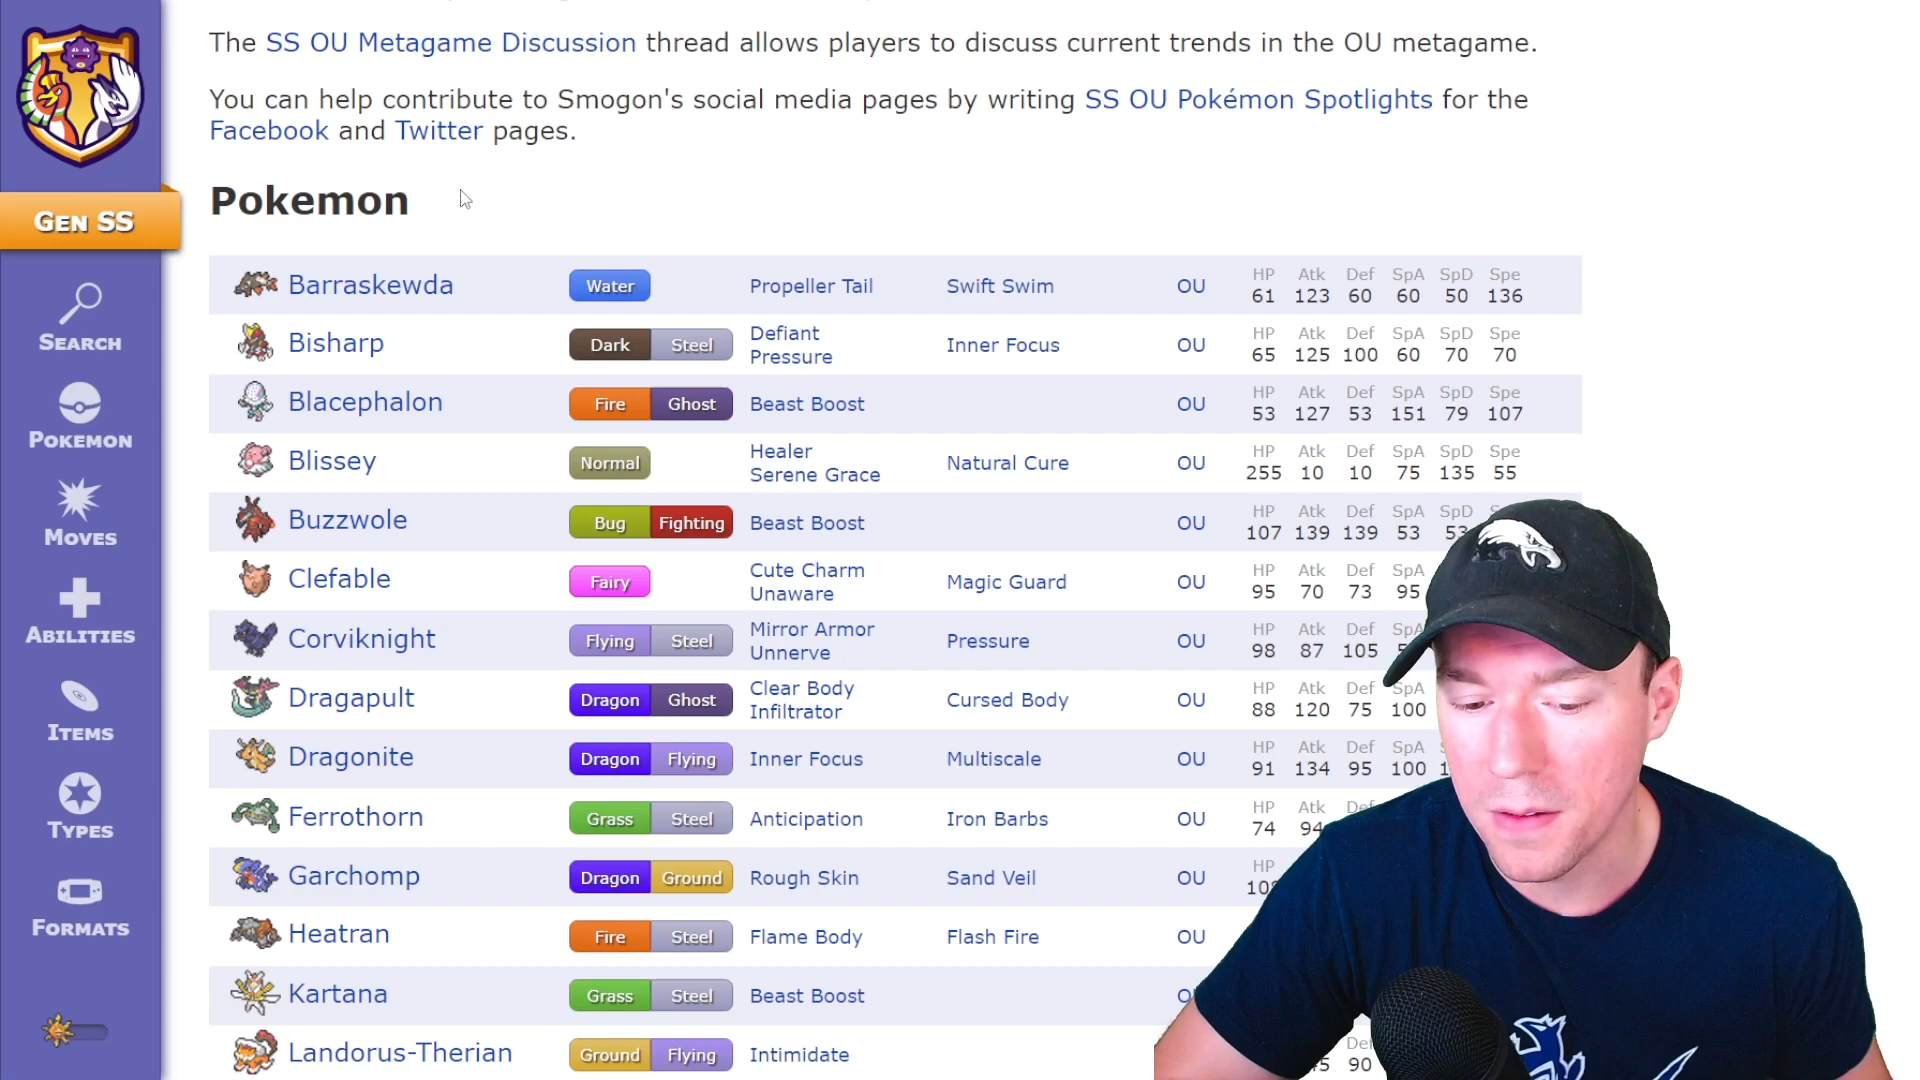 The SS OU Metagame Discussion thread allows players to discuss current trends in the OU metagame.
You can help contribute to Smogon's social media pages by writing SS OU Pokémon Spotlights for the
Facebook and Twitter pages.
Pokemon
GEN SS
SEARCH
POKEMON
MOVES
ABILITIES
ITEMS
TYPES
FORMATS
Barraskewda Water Propeller Tail Swift Swim OU HP 61 Atk 123 Def 60 SpA 60 SpD 50 Spe 136
Bisharp Dark Steel Defiant Pressure Inner Focus OU HP 65 Atk 125 Def 100 SpA 60 SpD 70 Spe 70
Blacephalon Fire Ghost Beast Boost OU HP 53 Atk 127 Def 53 SpA 151 SpD 79 Spe 107
Blissey Normal Healer Serene Grace Natural Cure OU HP 255 Atk 10 Def 10 SpA 75 SpD 135 Spe 55
Buzzwole Bug Fighting Beast Boost OU HP 107 Atk 139 Def 139 SpA 53 SpD 53
Clefable Fairy Cute Charm Unaware Magic Guard OU HP 95 Atk 70 Def 73 SpA 95
Corviknight Flying Steel Mirror Armor Unnerve Pressure OU HP 98 Atk 87 Def 105 SpA
Dragapult Dragon Ghost Clear Body Infiltrator Cursed Body OU HP 88 Atk 120 Def 75 SpA 100
Dragonite Dragon Flying Inner Focus Multiscale OU HP 91 Atk 134 Def 95 SpA 100
Ferrothorn Grass Steel Anticipation Iron Barbs OU HP 74 Atk 94 Def
Garchomp Dragon Ground Rough Skin Sand Veil OU HP
Heatran Fire Steel Flame Body Flash Fire OU
Kartana Grass Steel Beast Boost
Landorus-Therian Ground Flying Intimidate Def 90